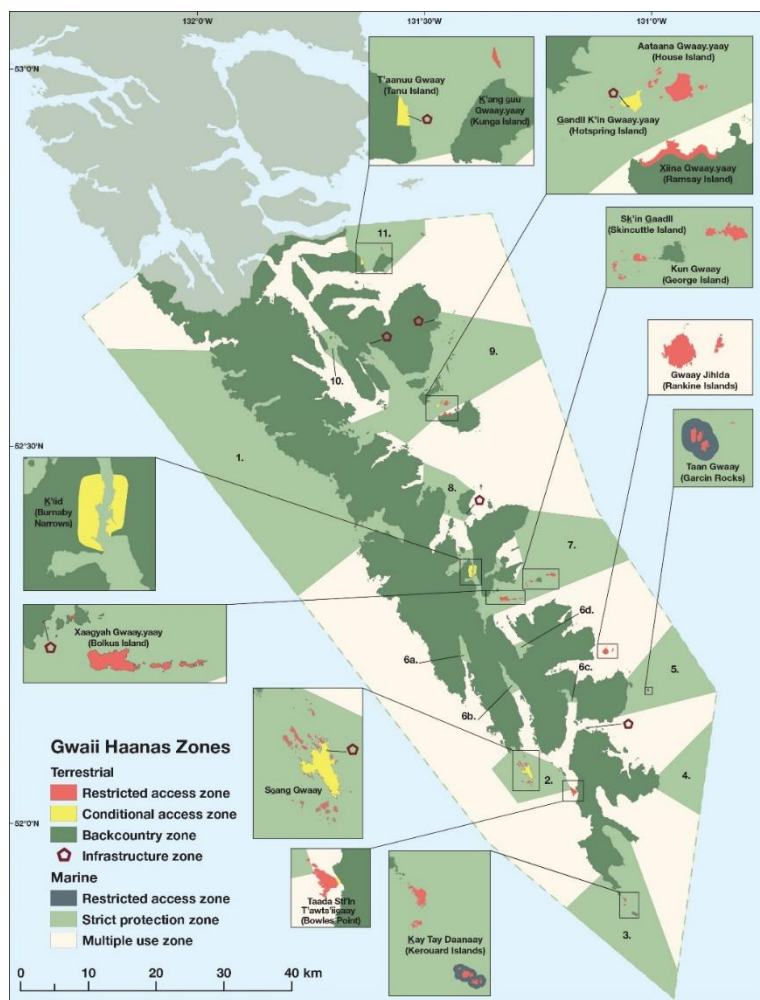 132°0'W
131°30'W
131°0'W
53°0'N
52°30'N
52°0'N
T'aanuu Gwaay
(Tanu Island)
K'ang guu
Gwaay.yaay
(Kunga Island)
Aataana Gwaay.yaay
(House Island)
Gandll K'in Gwaay.yaay
(Hotspring Island)
Xiina Gwaay.yaay
(Ramsay Island)
Sk'in Gaadll
(Skincuttle Island)
Kun Gwaay
(George Island)
Gwaay Jihlda
(Rankine Islands)
Taan Gwaay
(Garcin Rocks)
11.
9.
10.
1.
8.
7.
K'iid
(Burnaby
Narrows)
Xaagyah Gwaay.yaay
(Bolkus Island)
6d.
6a.
6c.
6b.
5.
4.
2.
3.
Sgang Gwaay
Taada Stl'ln
T'awts'iigaay
(Bowles Point)
Kay Tay Daanaay
(Kerouard Islands)
Gwaii Haanas Zones
Terrestrial
Restricted access zone
Conditional access zone
Backcountry zone
Infrastructure zone
Marine
Restricted access zone
Strict protection zone
Multiple use zone
0 10 20 40 km